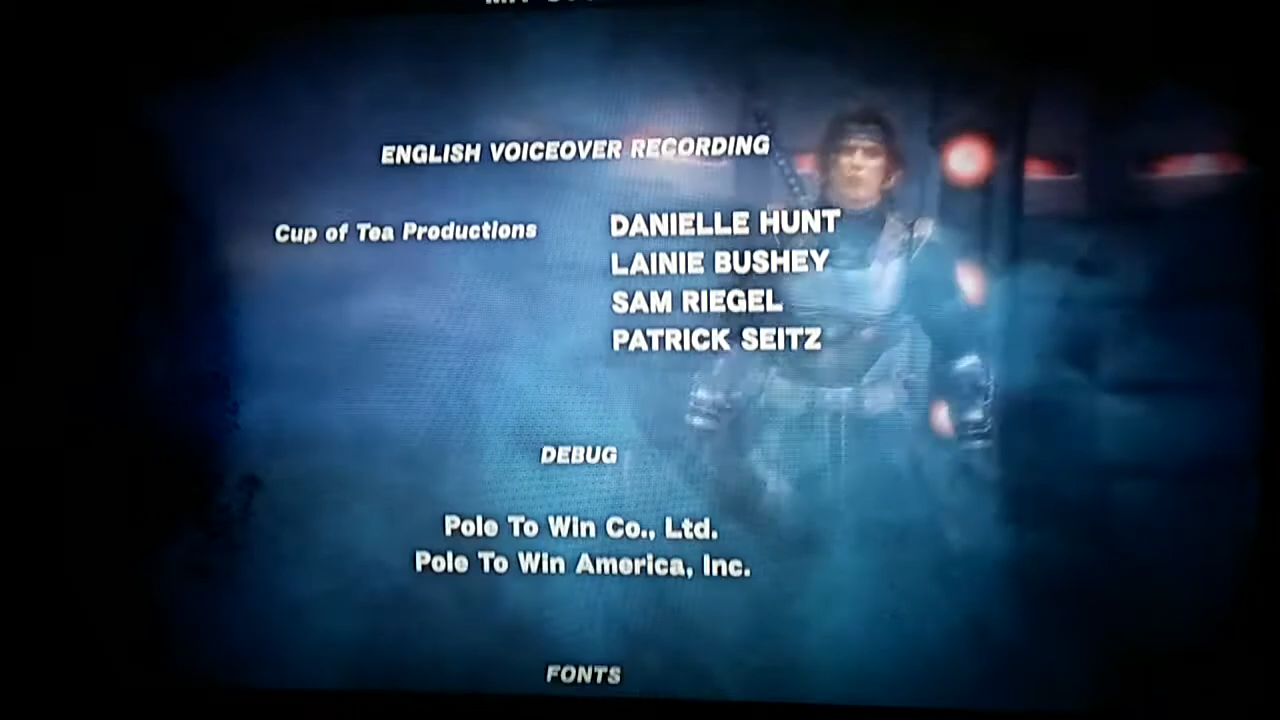 ENGLISH VOICEOVER RECORDING
Cup of Tea Productions
DANIELLE HUNT
LAINIE BUSHEY
SAM RIEGEL
PATRICK SEITZ
DEBUG
Pole To Win Co., Ltd.
Pole To Win America, Inc.
FONTS